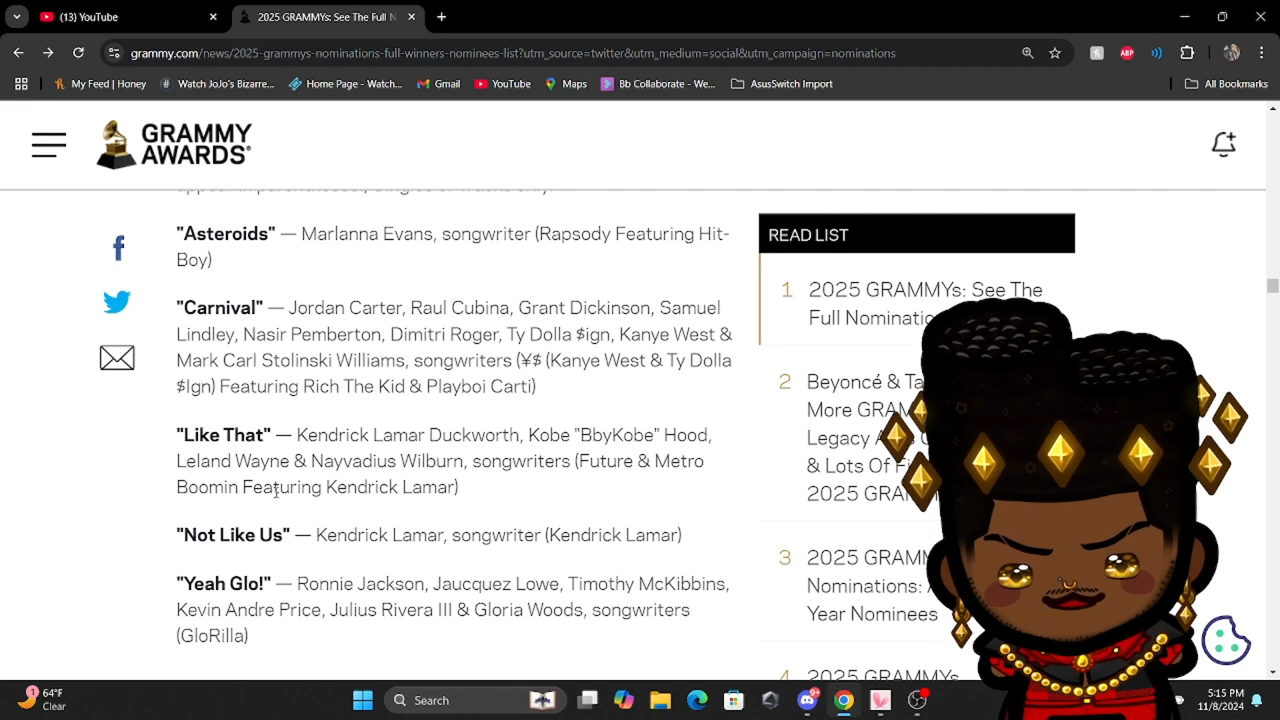 (13) YouTube
2025 GRAMMYs: See The Full N
grammy.com/news/2025-grammys-nominations-full-winners-nominees-list?utm_source=twitter&utm_medium=social&utm_campaign=nominations
ABP
My Feed | Honey
Watch JoJo's Bizarre...
Home Page - Watch...
Gmail
YouTube
Maps
Bb Collaborate - We...
AnsSwitch Import
All Bookmarks
GRAMMY
AWARDS
"Asteroids" — Marlanna Evans, songwriter (Rapsody Featuring Hit-
Boy)
"Carnival" — Jordan Carter, Raul Cubina, Grant Dickinson, Samuel
Lindley, Nasir Pemberton, Dimitri Roger, Ty Dolla $ign, Kanye West &
Mark Carl Stolinski Williams, songwriters (¥$ (Kanye West & Ty Dolla
$Ign) Featuring Rich The Kid & Playboi Carti)
"Like That" — Kendrick Lamar Duckworth, Kobe "BbyKobe" Hood,
Leland Wayne & Nayvadius Wilburn, songwriters (Future & Metro
Boomin Featuring Kendrick Lamar)
"Not Like Us" — Kendrick Lamar, songwriter (Kendrick Lamar)
"Yeah Glo!" — Ronnie Jackson, Jaucquez Lowe, Timothy McKibbins,
Kevin Andre Price, Julius Rivera III & Gloria Woods, songwriters
(GloRilla)
READ LIST
1 2025 GRAMMYs: See The
Full Nominatio
2 Beyoncé & Ta
More GRA
Legacy
& Lots Of F
2025 GRA
3 2025 GRAM
Nominations:
Year Nominees
4 2025 GRAMMYs
1
64°F
Clear
Search
5:15 PM
11/8/2024